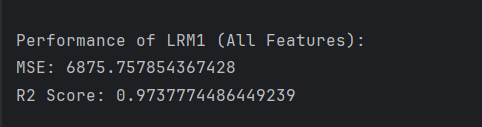 Performance of LRM1 (All Features):
MSE: 6875.757854367428
R2 Score: 0.9737774486449239